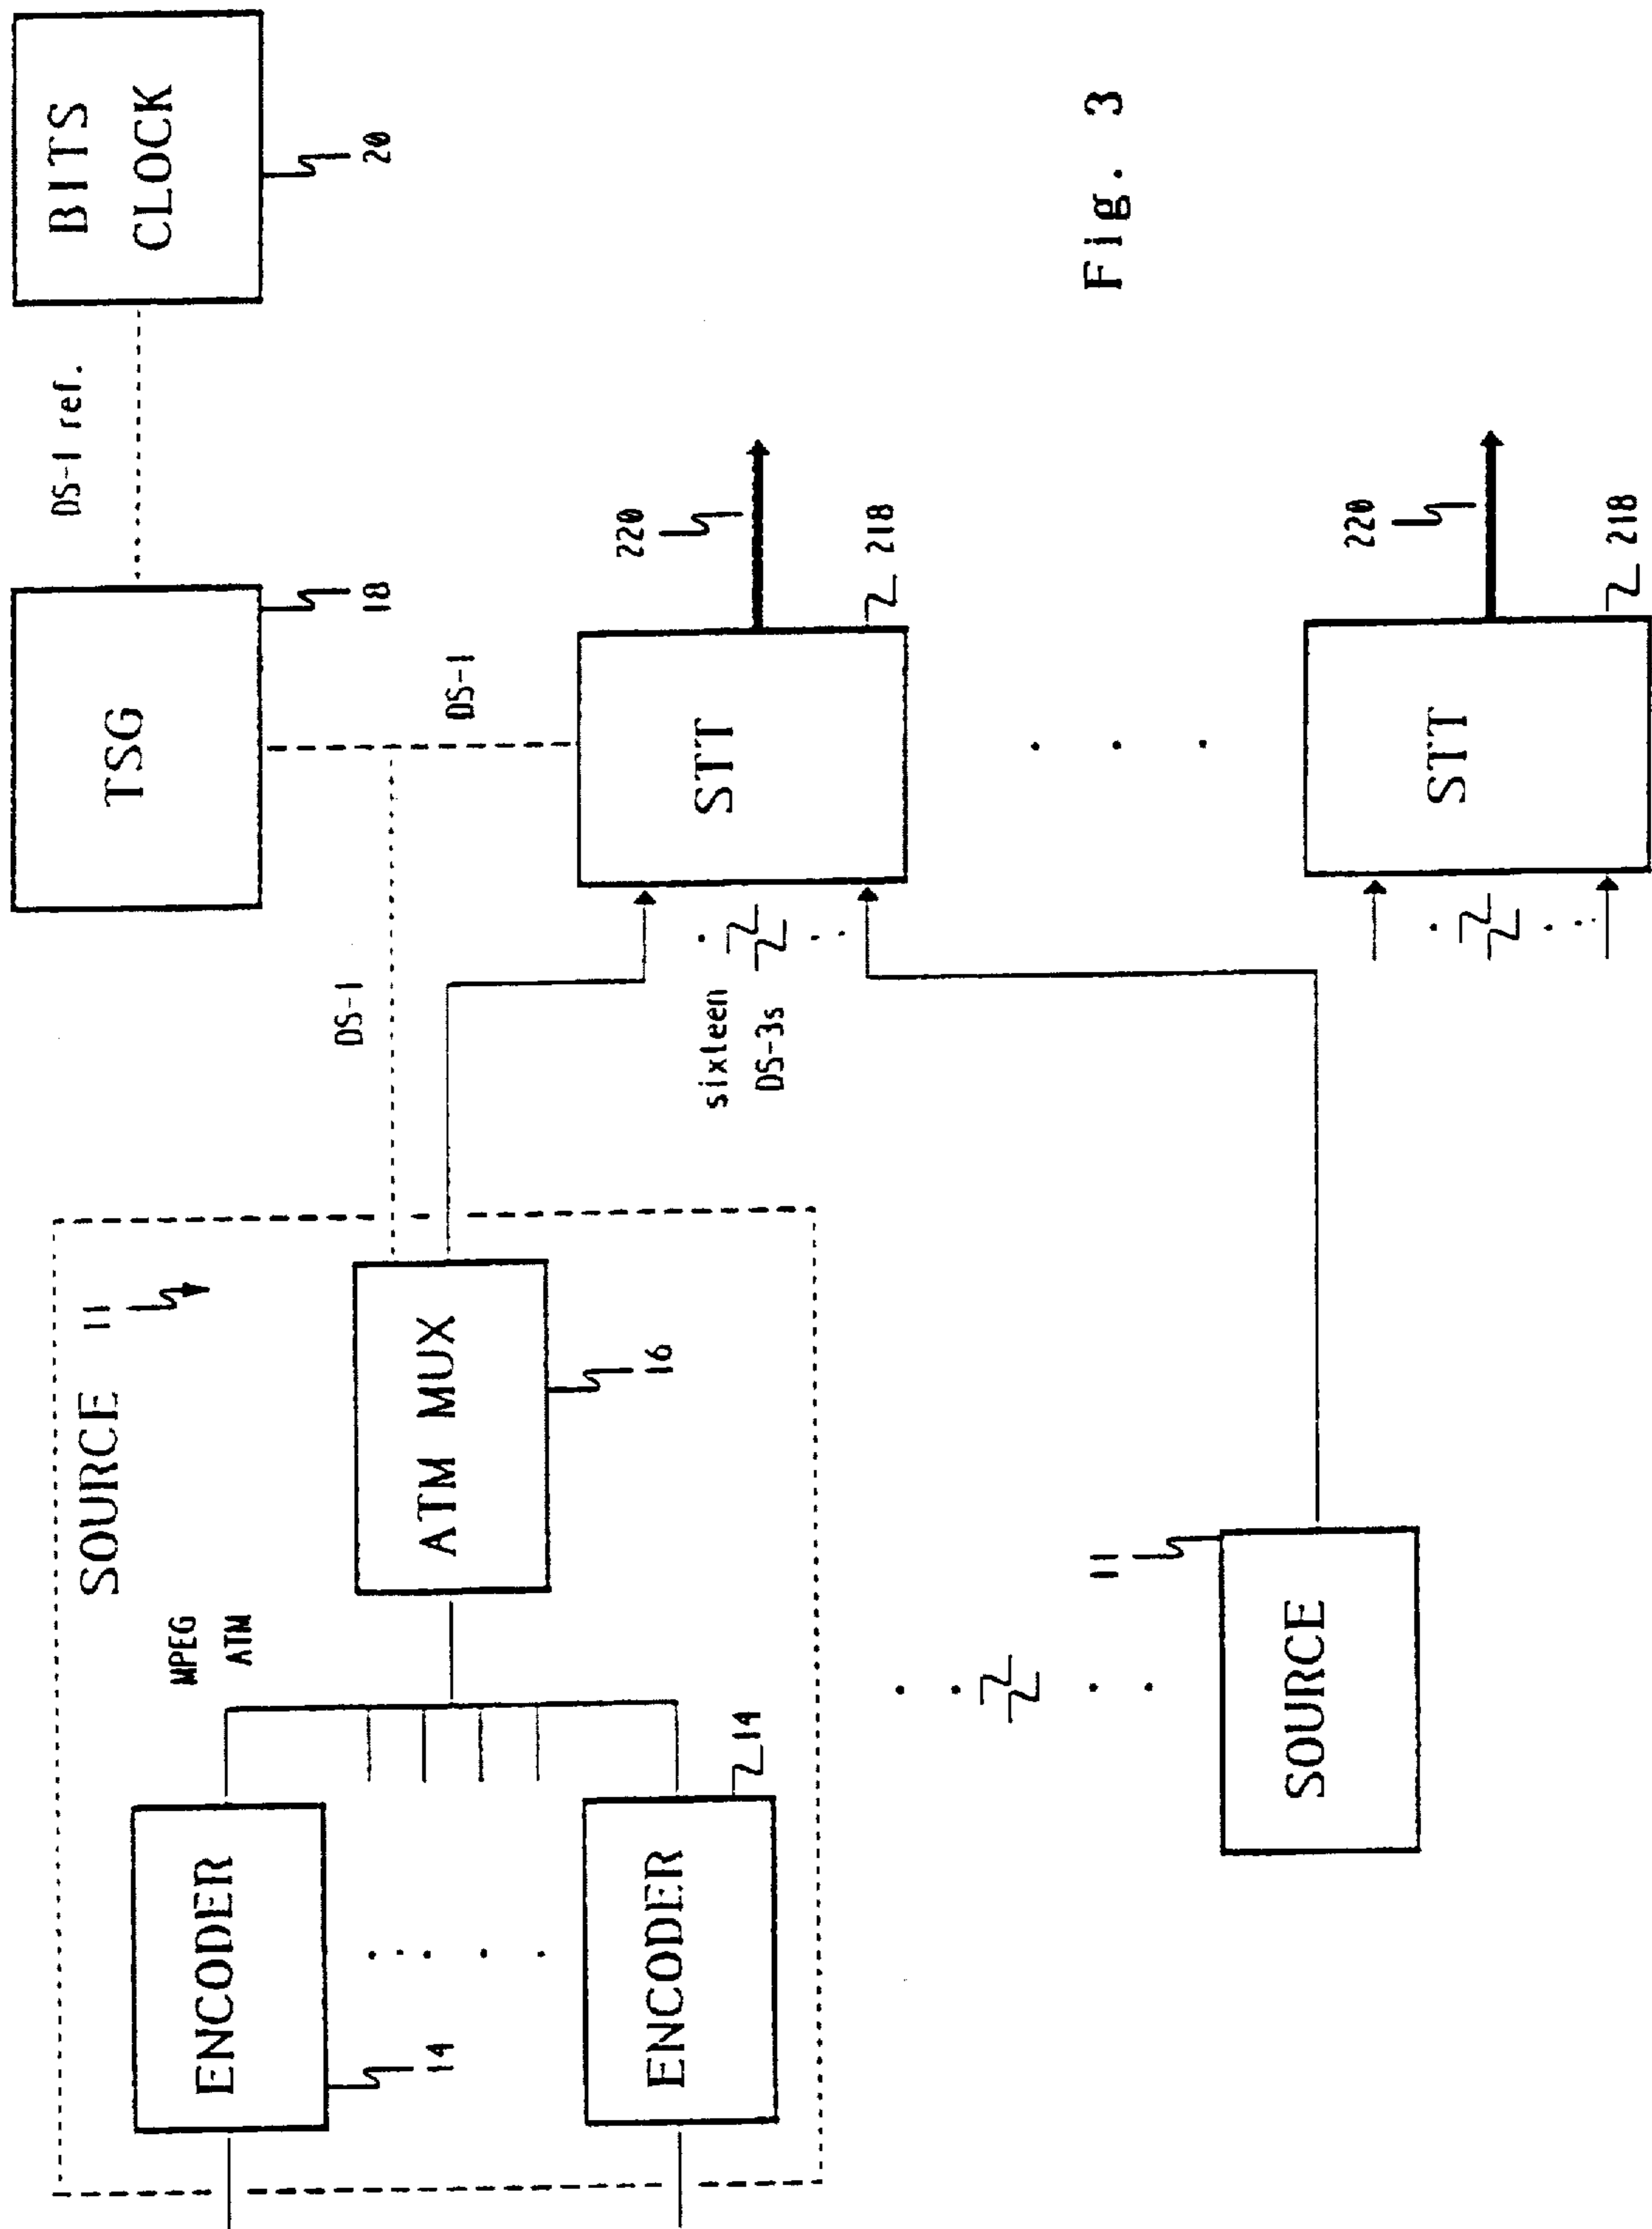 SOURCE
11
MPEG
ATM
ENCODER
14
ENCODER
14
ATM MUX
16
DS-1
TSG
18
DS-1 ref.
BITS
CLOCK
20
DS-1
sixteen
DS-3s
STT
220
218
SOURCE
11
STT
220
218
Fig. 3